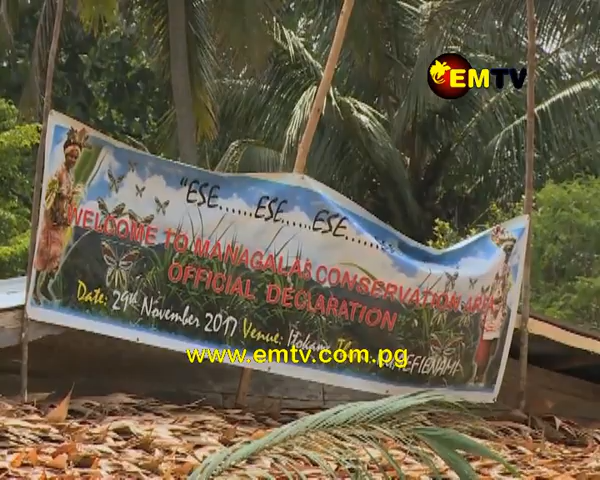 EMTV
"ESE......ESE....ESE......
WELCOME TO MANAGALAS CONSERVATION AREA
OFFICIAL DECLARATION
Date: 29th November 2017 Venue:
www.emtv.com.pg